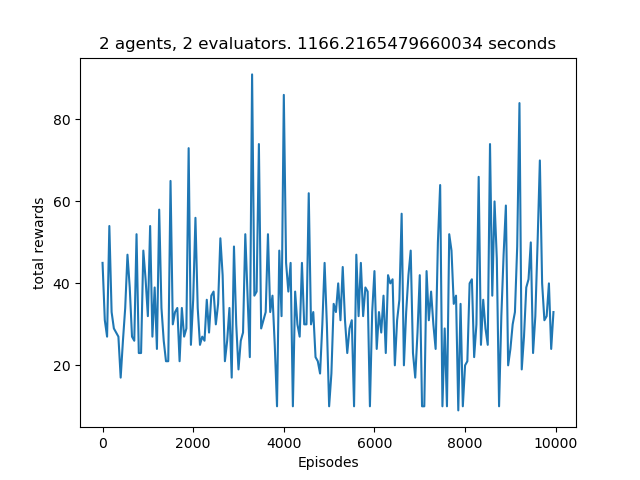 2 agents, 2 evaluators. 1166.2165479660034 seconds
80
60
40
20
total rewards
0 2000 4000 6000 8000 10000
Episodes